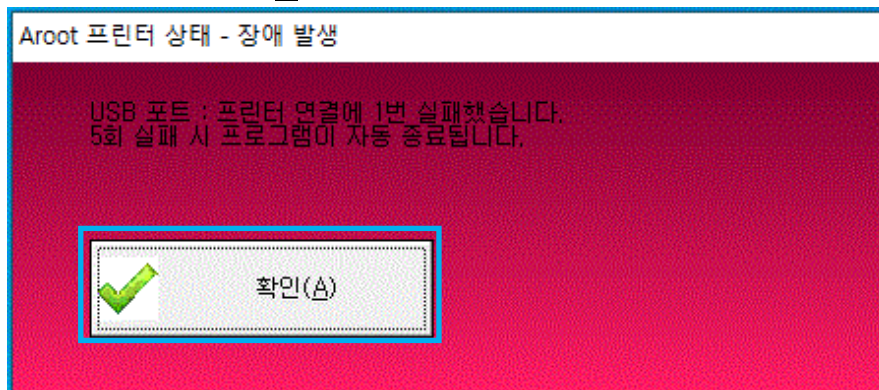 Aroot 프린터 상태 - 장애 발생
USB 포트 : 프린터 연결에 1번 실패했습니다.
5회 실패 시 프로그램이 자동 종료됩니다.
확인(A)